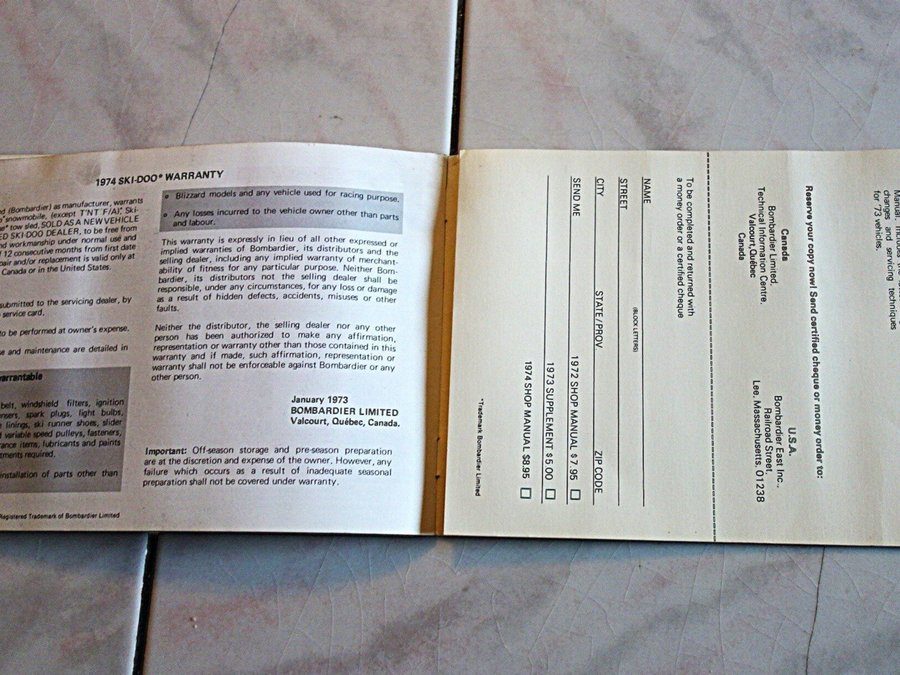 1974 SKI-DOO* WARRANTY
(Bombardier) as manufacturer, warrants
snowmobile, (except T'NT F/A), Ski-
tow sled, SOLD AS A NEW VEHICLE
SKI-DOO DEALER, to be free from
and workmanship under normal use and
12 consecutive months from first date
and/or replacement is valid only at
Canada or in the United States.
submitted to the servicing dealer, by
service card.
to be performed at owner's expense.
and maintenance are detailed in
warrantable
belt, windshield filters, ignition
spark plugs, light bulbs,
linings, ski runner shoes, slider
variable speed pulleys, fasteners,
items, lubricants and paints
required.
installation of parts other than
Registered Trademark of Bombardier Limited
Blizzard models and any vehicle used for racing purpose.
Any losses incurred to the vehicle owner other than parts
and labour.
This warranty is expressly in lieu of all other expressed or
implied warranties of Bombardier, its distributors and the
selling dealer, including any implied warranty of merchant-
ability of fitness for any particular purpose. Neither Bom-
bardier, its distributors not the selling dealer shall be
responsible, under any circumstances, for any loss or damage
as a result of hidden defects, accidents, misuses or other
faults.
Neither the distributor, the selling dealer nor any other
person has been authorized to make any affirmation,
representation or warranty other than those contained in this
warranty and if made, such affirmation, representation or
warranty shall not be enforceable against Bombardier or any
other person.
January 1973
BOMBARDIER LIMITED
Valcourt, Québec, Canada.
Important: Off-season storage and pre-season preparation
are at the discretion and expense of the owner. However, any
failure which occurs as a result of inadequate seasonal
preparation shall not be covered under warranty.
changes and servicing techniques
for '73 vehicles.
Reserve your copy now! Send certified cheque or money order to:
Canada
Bombardier Limited,
Technical Information Centre,
Valcourt, Québec
Canada
U.S.A.
Bombardier East Inc.,
Railroad Street,
Lee, Massachusetts, 01238
To be completed and returned with
a money order or a certified cheque
NAME
(BLOCK LETTERS)
STREET
CITY STATE/PROV ZIP CODE
SEND ME 1972 SHOP MANUAL $7.95
1973 SUPPLEMENT $5.00
1974 SHOP MANUAL $8.95
*Trademark Bombardier Limited